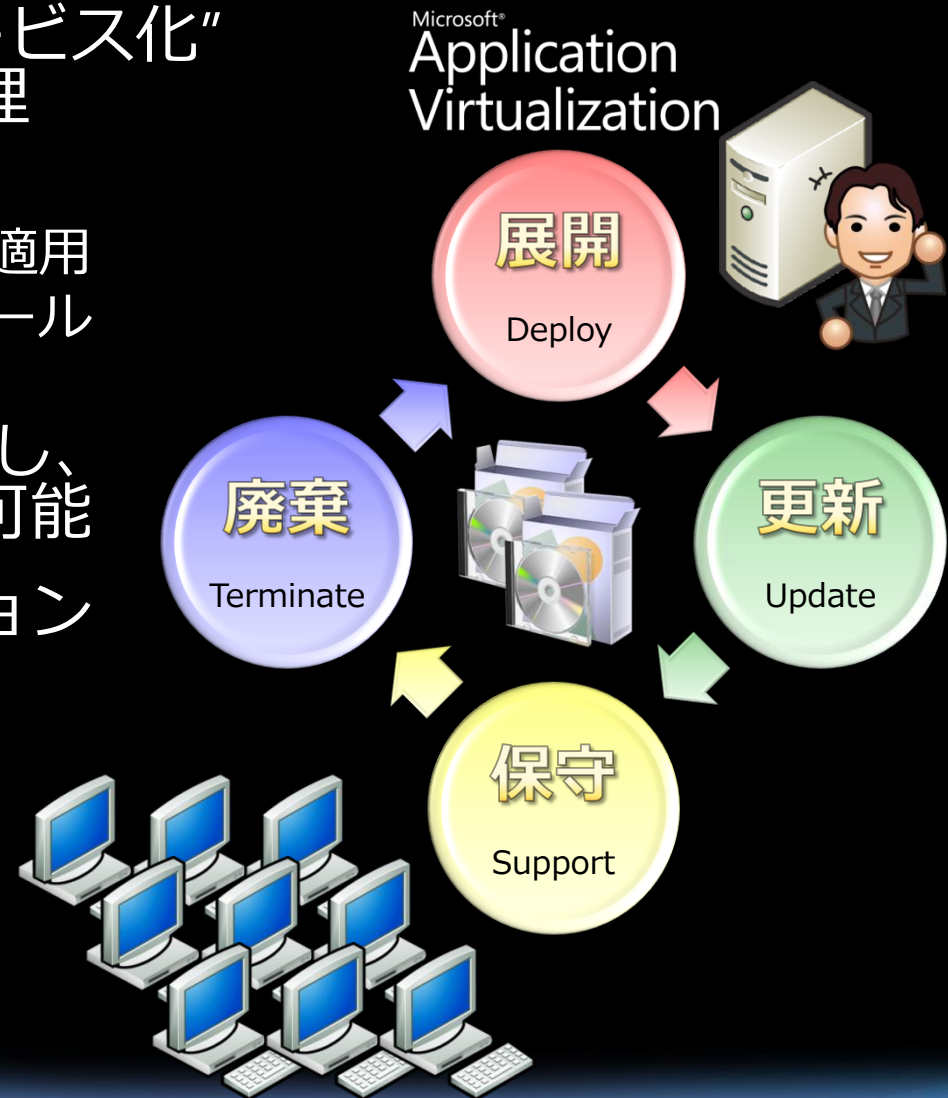 ービス化”
理
適用
ール
し、
可能
ョン
Microsoft®
Application
Virtualization
展開
Deploy
廃棄
Terminate
更新
Update
保守
Support